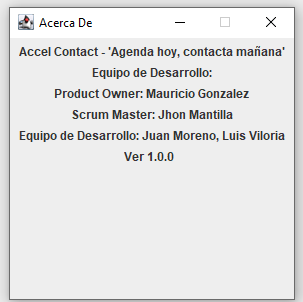 Acerca De
Accel Contact - 'Agenda hoy, contacta mañana'
Equipo de Desarrollo:
Product Owner: Mauricio Gonzalez
Scrum Master: Jhon Mantilla
Equipo de Desarrollo: Juan Moreno, Luis Viloria
Ver 1.0.0